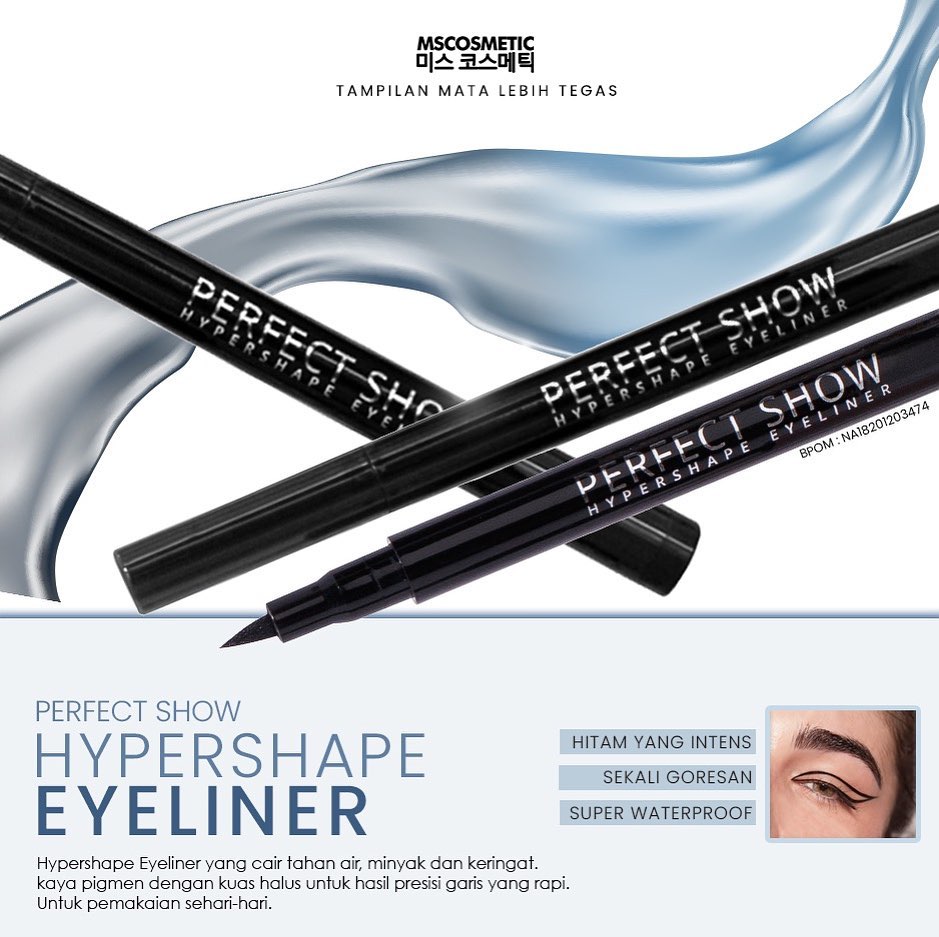 MSCOSMETIC
미스 코스메틱
TAMPILAN MATA LEBIH TEGAS
PERFECT SHO
HYPERSHAPE EYEL
PERFECT SHOW
HYPERSHAPE EYELINER
PERFECT SHOW
HYPERSHAPE EYELINER
BPOM : NA18201203474
PERFECT SHOW
HYPERSHAPE
EYELINER
HITAM YANG INTENS
SEKALI GORESAN
SUPER WATERPROOF
Hypershape Eyeliner yang cair tahan air, minyak dan keringat.
kaya pigmen dengan kuas halus untuk hasil presisi garis yang rapi.
Untuk pemakaian sehari-hari.